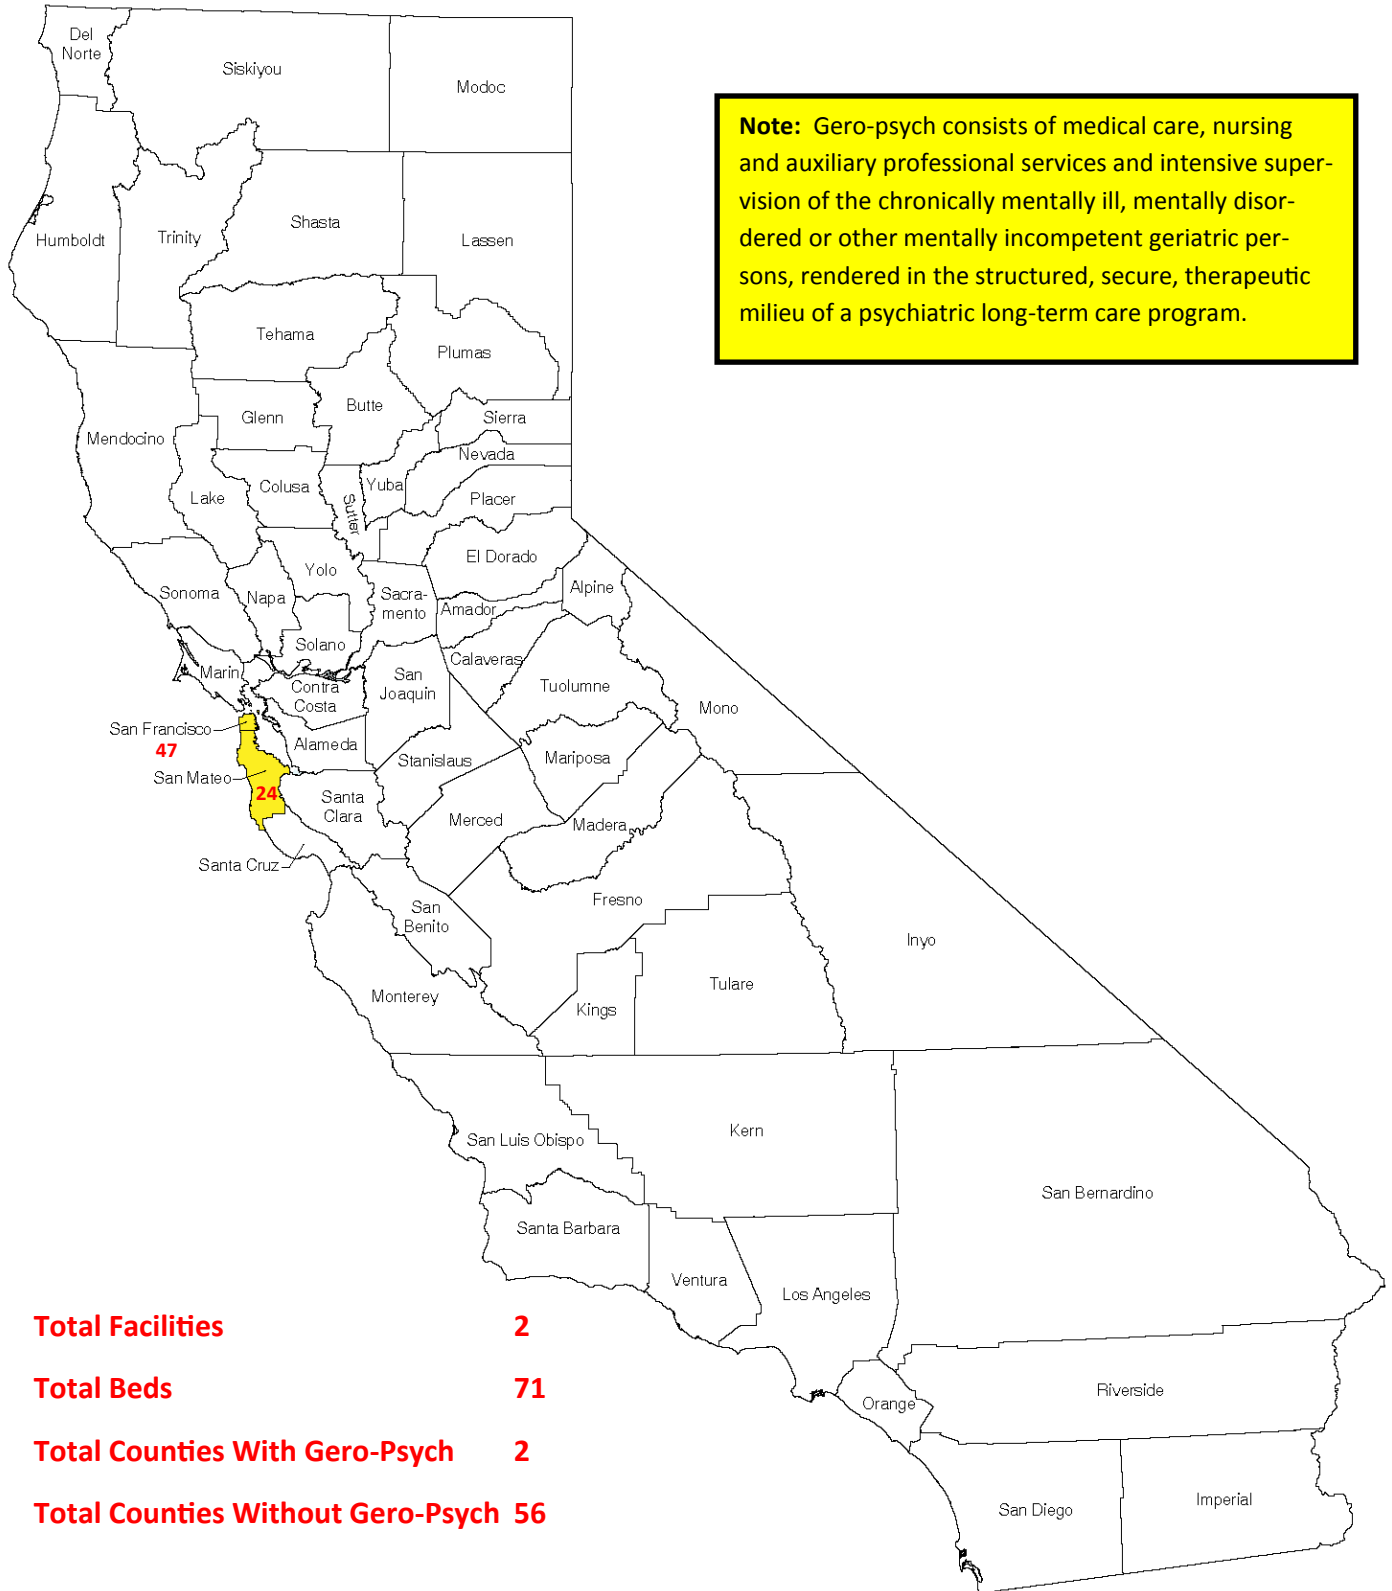 Del
Norte
Siskiyou
Modoc
Note: Gero-psych consists of medical care, nursing
and auxiliary professional services and intensive super-
vision of the chronically mentally ill, mentally disor-
dered or other mentally incompetent geriatric per-
sons, rendered in the structured, secure, therapeutic
milieu of a psychiatric long-term care program.
Humboldt
Trinity
Shasta
Lassen
Tehama
Plumas
Glenn
Butte
Sierra
Mendocino
Nevada
Lake
Colusa
Sutter
Yuba
Placer
El Dorado
Yolo
Sonoma
Napa
Sacra-
mento
Amador
Alpine
Solano
Calaveras
Marin
Contra
Costa
San
Joaquin
Tuolumne
Mono
San Francisco
47
Alameda
Stanislaus
Mariposa
San Mateo
24
Santa
Clara
Merced
Madera
Santa Cruz
San
Benito
Fresno
Inyo
Monterey
Kings
Tulare
San Luis Obispo
Kern
San Bernardino
Santa Barbara
Ventura
Los Angeles
Orange
Riverside
San Diego
Imperial
Total Facilities 2
Total Beds 71
Total Counties With Gero-Psych 2
Total Counties Without Gero-Psych 56